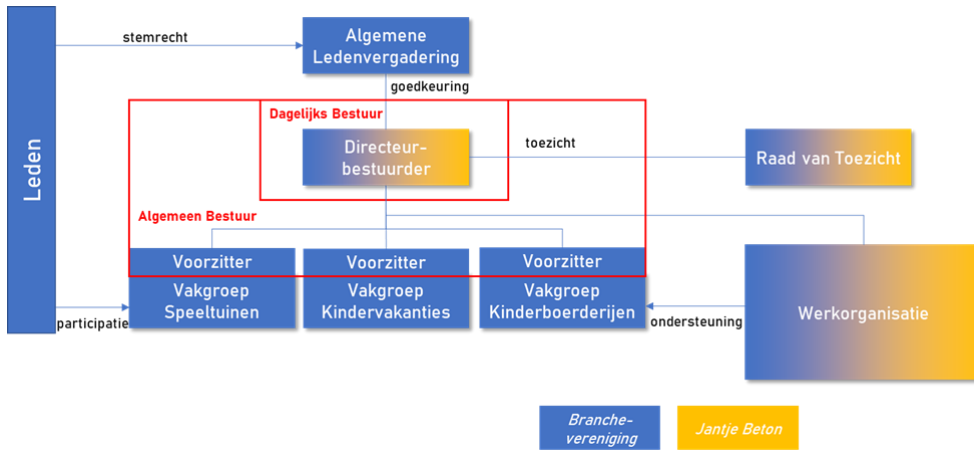 Leden
stemrecht
Algemene
Ledenvergadering
goedkeuring
Dagelijks Bestuur
Directeur-
bestuurder
toezicht
Raad van Toezicht
Algemeen Bestuur
Voorzitter
Voorzitter
Voorzitter
Vakgroep
Speeltuinen
Vakgroep
Kindervakanties
Vakgroep
Kinderboerderijen
participatie
ondersteuning
Werkorganisatie
Branche-
vereniging
Jantje Beton